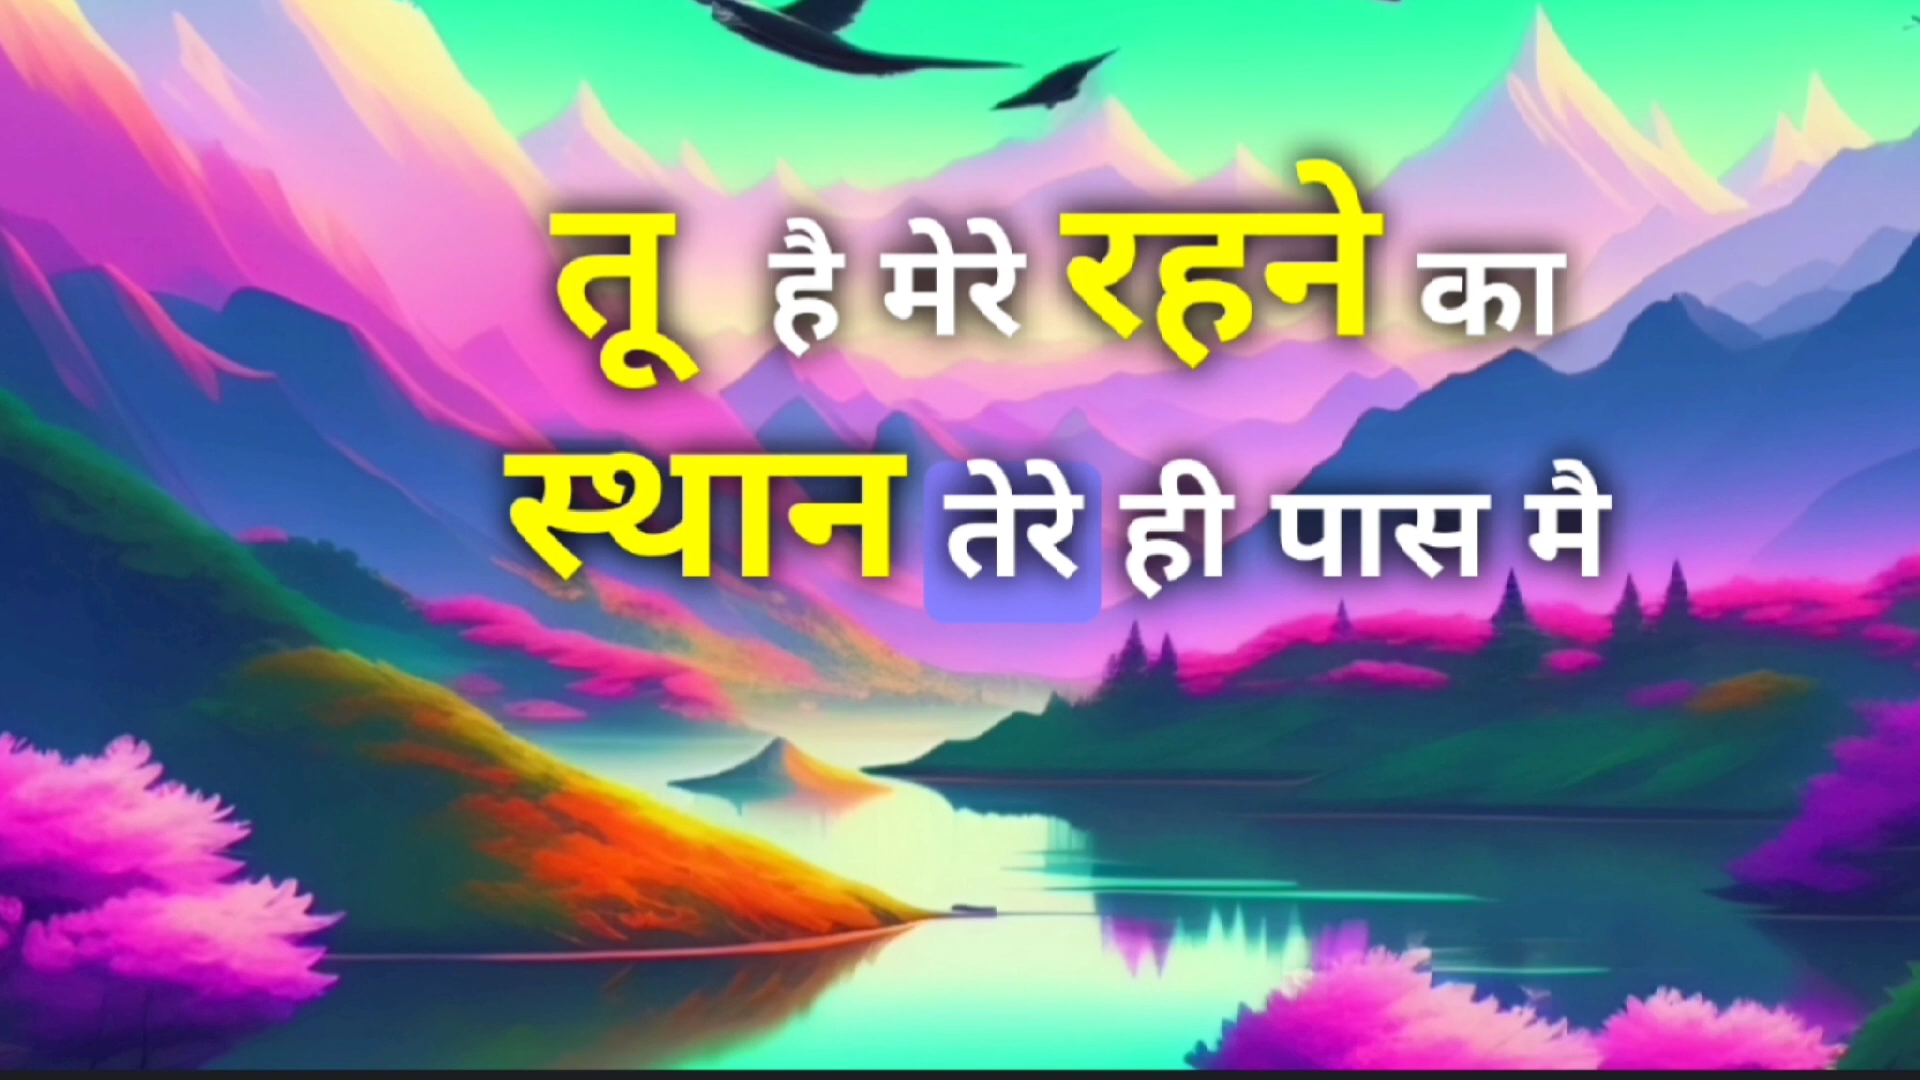 तू है मेरे रहने का
स्थान तेरे ही पास मै